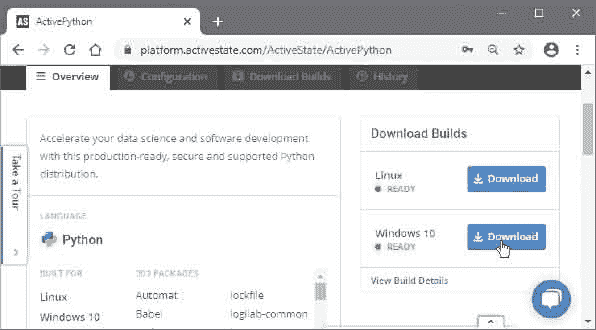 AS ActivePython
platform.activestate.com/ActiveState/ActivePython
Overview Configuration Download Builds History
Accelerate your data science and software development
with this production-ready, secure and supported Python
distribution.
LANGUAGE
Python
BUILT FOR
Linux
Windows 10
PACKAGES
Automat lockfile
Babel logilab-common
Download Builds
Linux
READY
Download
Windows 10
READY
Download
View Build Details
Take a Tour